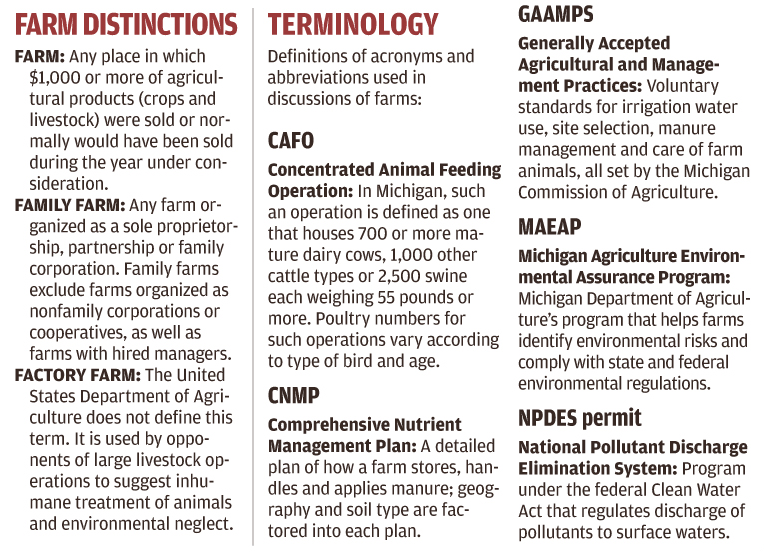 FARM DISTINCTIONS
FARM: Any place in which
$1,000 or more of agricul-
tural products (crops and
livestock) were sold or nor-
mally would have been sold
during the year under con-
sideration.
FAMILY FARM: Any farm or-
ganized as a sole proprietor-
ship, partnership or family
corporation. Family farms
exclude farms organized as
nonfamily corporations or
cooperatives, as well as
farms with hired managers.
FACTORY FARM: The United
States Department of Agri-
culture does not define this
term. It is used by oppo-
nents of large livestock op-
erations to suggest inhu-
mane treatment of animals
and environmental neglect.
TERMINOLOGY
Definitions of acronyms and
abbreviations used in
discussions of farms:
CAFO
Concentrated Animal Feeding
Operation: In Michigan, such
an operation is defined as one
that houses 700 or more ma-
ture dairy cows, 1,000 other
cattle types or 2,500 swine
each weighing 55 pounds or
more. Poultry numbers for
such operations vary according
to type of bird and age.
CNMP
Comprehensive Nutrient
Management Plan: A detailed
plan of how a farm stores, han-
dles and applies manure; geog-
raphy and soil type are fac-
tored into each plan.
GAAMPS
Generally Accepted
Agricultural and Manage-
ment Practices: Voluntary
standards for irrigation water
use, site selection, manure
management and care of farm
animals, all set by the Michigan
Commission of Agriculture.
MAEAP
Michigan Agriculture Environ-
mental Assurance Program:
Michigan Department of Agricul-
ture's program that helps farms
identify environmental risks and
comply with state and federal
environmental regulations.
NPDES permit
National Pollutant Discharge
Elimination System: Program
under the federal Clean Water
Act that regulates discharge of
pollutants to surface waters.